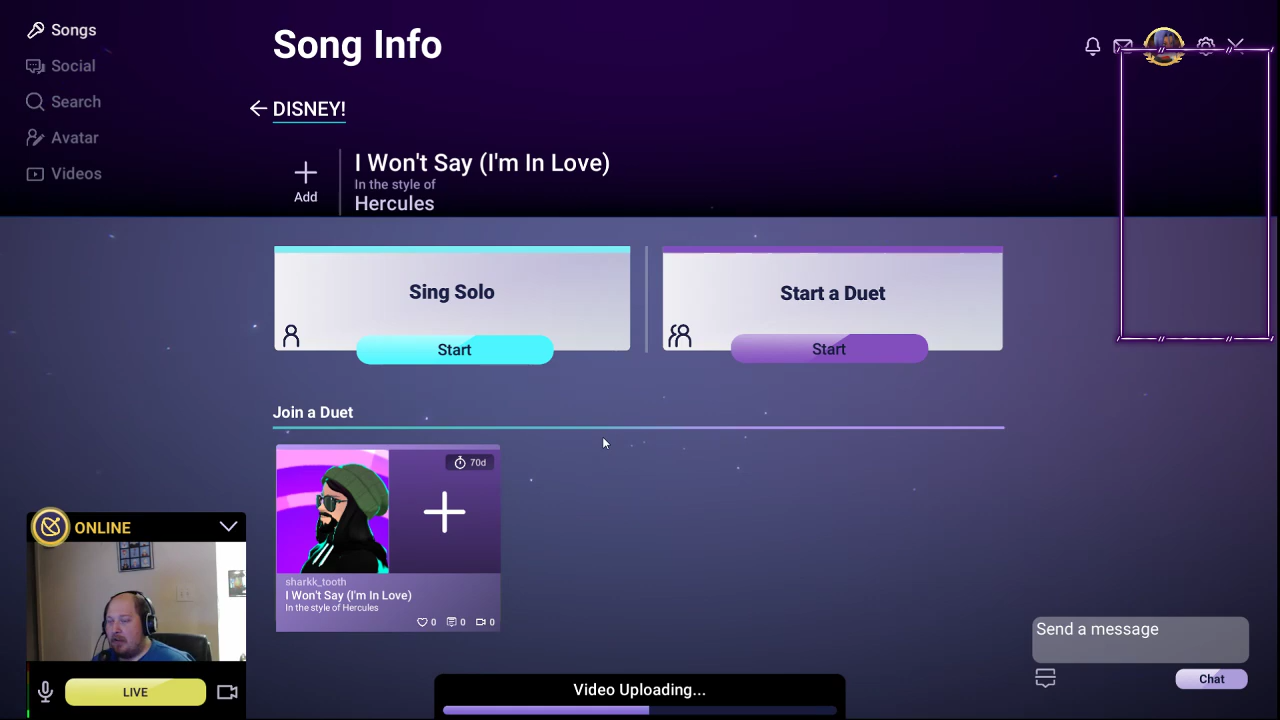 Songs
Social
Search
Avatar
Videos
Song Info
DISNEY!
Add
I Won't Say (I'm In Love)
In the style of
Hercules
Sing Solo
Start
Start a Duet
Start
Join a Duet
70d
sharkk_tooth
I Won't Say (I'm In Love)
In the style of Hercules
0 0 0
ONLINE
LIVE
Video Uploading...
Send a message
Chat